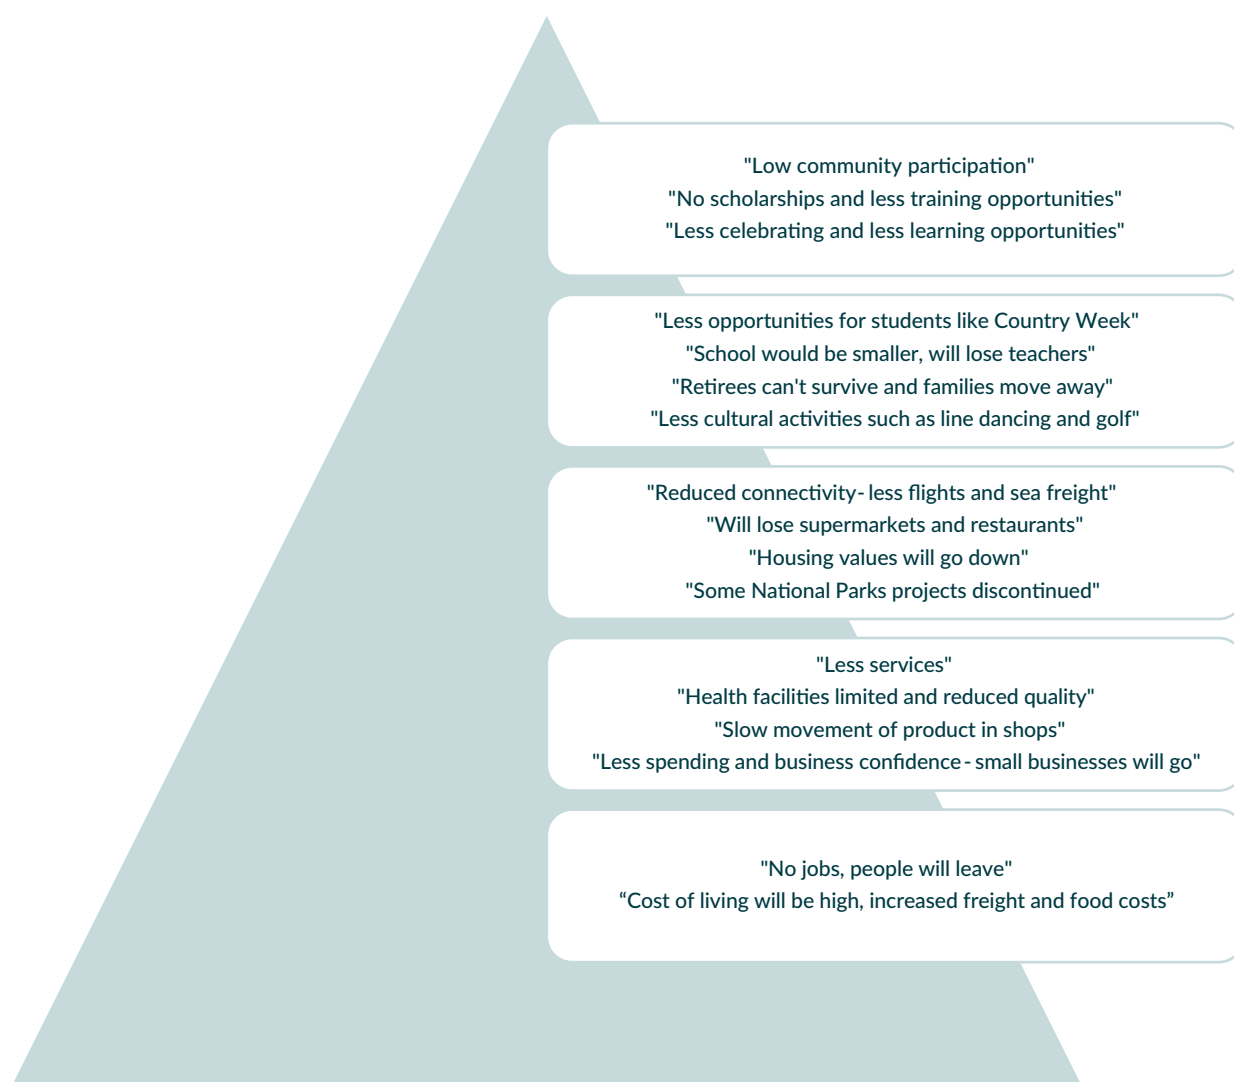 "Low community participation"
"No scholarships and less training opportunities"
"Less celebrating and less learning opportunities"
"Less opportunities for students like Country Week"
"School would be smaller, will lose teachers"
"Retirees can't survive and families move away"
"Less cultural activities such as line dancing and golf"
"Reduced connectivity- less flights and sea freight"
"Will lose supermarkets and restaurants"
"Housing values will go down"
"Some National Parks projects discontinued"
"Less services"
"Health facilities limited and reduced quality"
"Slow movement of product in shops"
"Less spending and business confidence - small businesses will go"
"No jobs, people will leave"
“Cost of living will be high, increased freight and food costs”